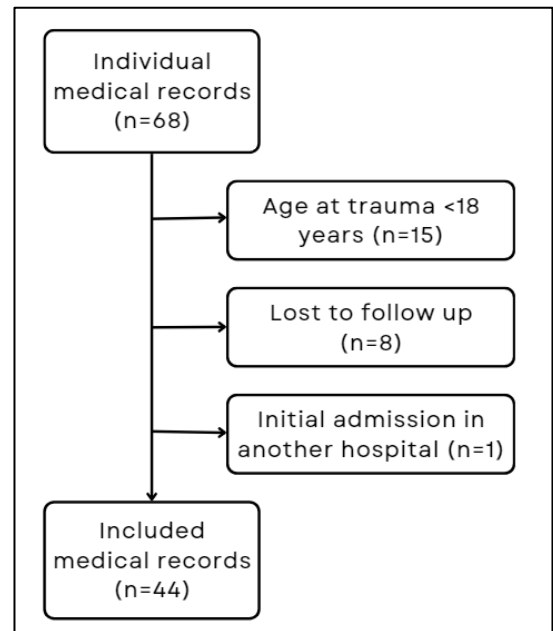 Individual
medical records
(n=68)
Age at trauma <18
years (n=15)
Lost to follow up
(n=8)
Initial admission in
another hospital (n=1)
Included
medical records
(n=44)